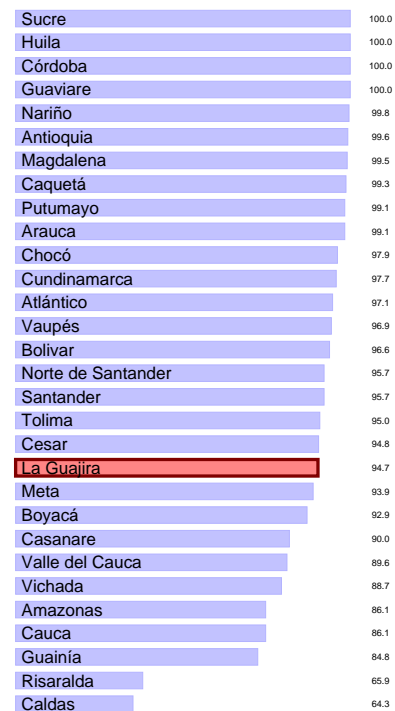 Sucre 100.0
Huila 100.0
Córdoba 100.0
Guaviare 100.0
Nariño 99.8
Antioquia 99.6
Magdalena 99.5
Caquetá 99.3
Putumayo 99.1
Arauca 99.1
Chocó 97.9
Cundinamarca 97.7
Atlántico 97.1
Vaupés 96.9
Bolivar 96.6
Norte de Santander 95.7
Santander 95.7
Tolima 95.0
Cesar 94.8
La Guajira 94.7
Meta 93.9
Boyacá 92.9
Casanare 90.0
Valle del Cauca 89.6
Vichada 88.7
Amazonas 86.1
Cauca 86.1
Guainía 84.8
Risaralda 65.9
Caldas 64.3